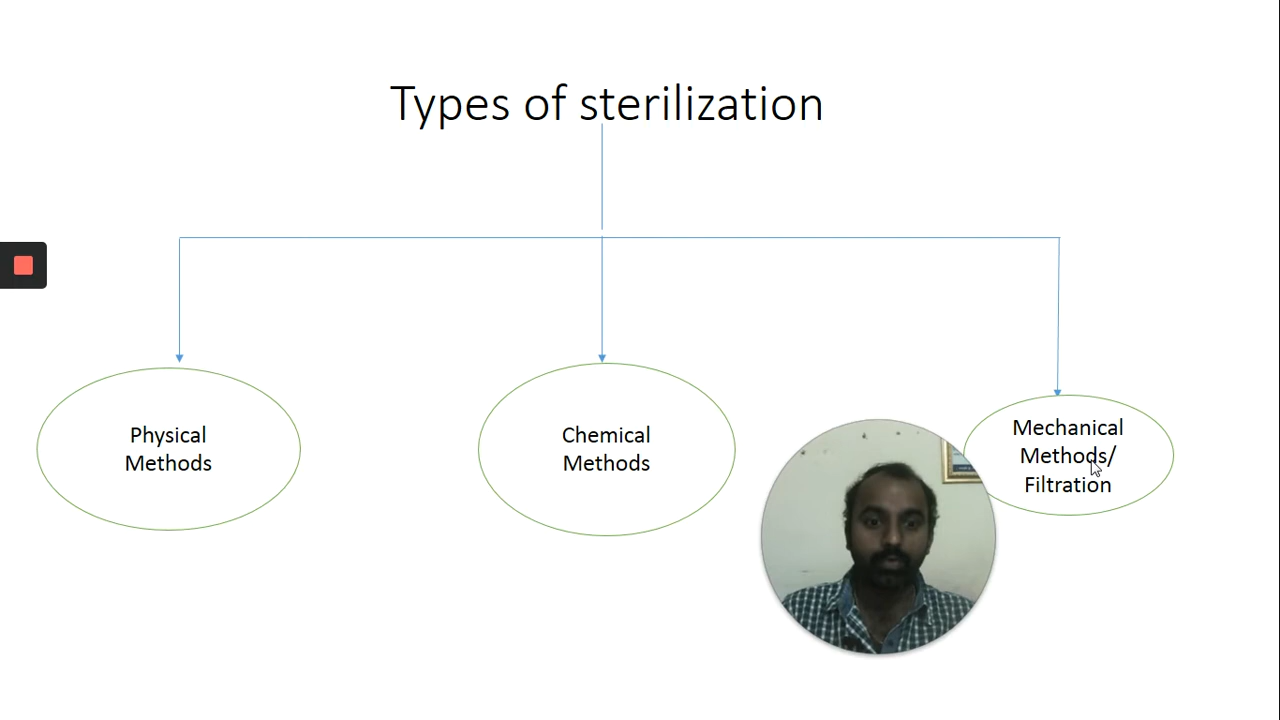 Types of sterilization
Physical
Methods
Chemical
Methods
Mechanical
Methods/
Filtration